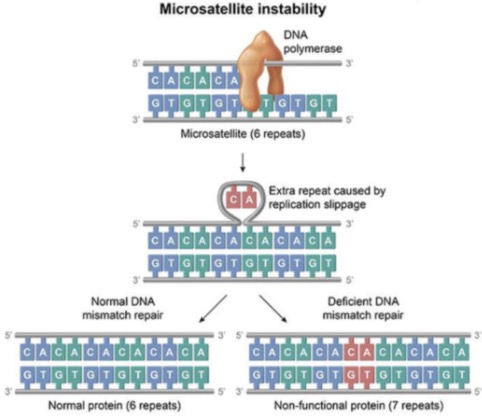 Microsatellite instability
DNA
polymerase
5' 3'
C A C A C A
G T G T G T T G T G T
3' 5'
Microsatellite (6 repeats)
C A
Extra repeat caused by
replication slippage
5' 3'
C A C A C A C A C A C A
G T G T G T G T G T G T
3' 5'
Normal DNA
mismatch repair
5' 3'
C A C A C A C A C A C A
G T G T G T G T G T G T
3' 5'
Normal protein (6 repeats)
Deficient DNA
mismatch repair
5' 3'
C A C A C A C A C A C A C A
G T G T G T G T G T G T G T
3' 5'
Non-functional protein (7 repeats)